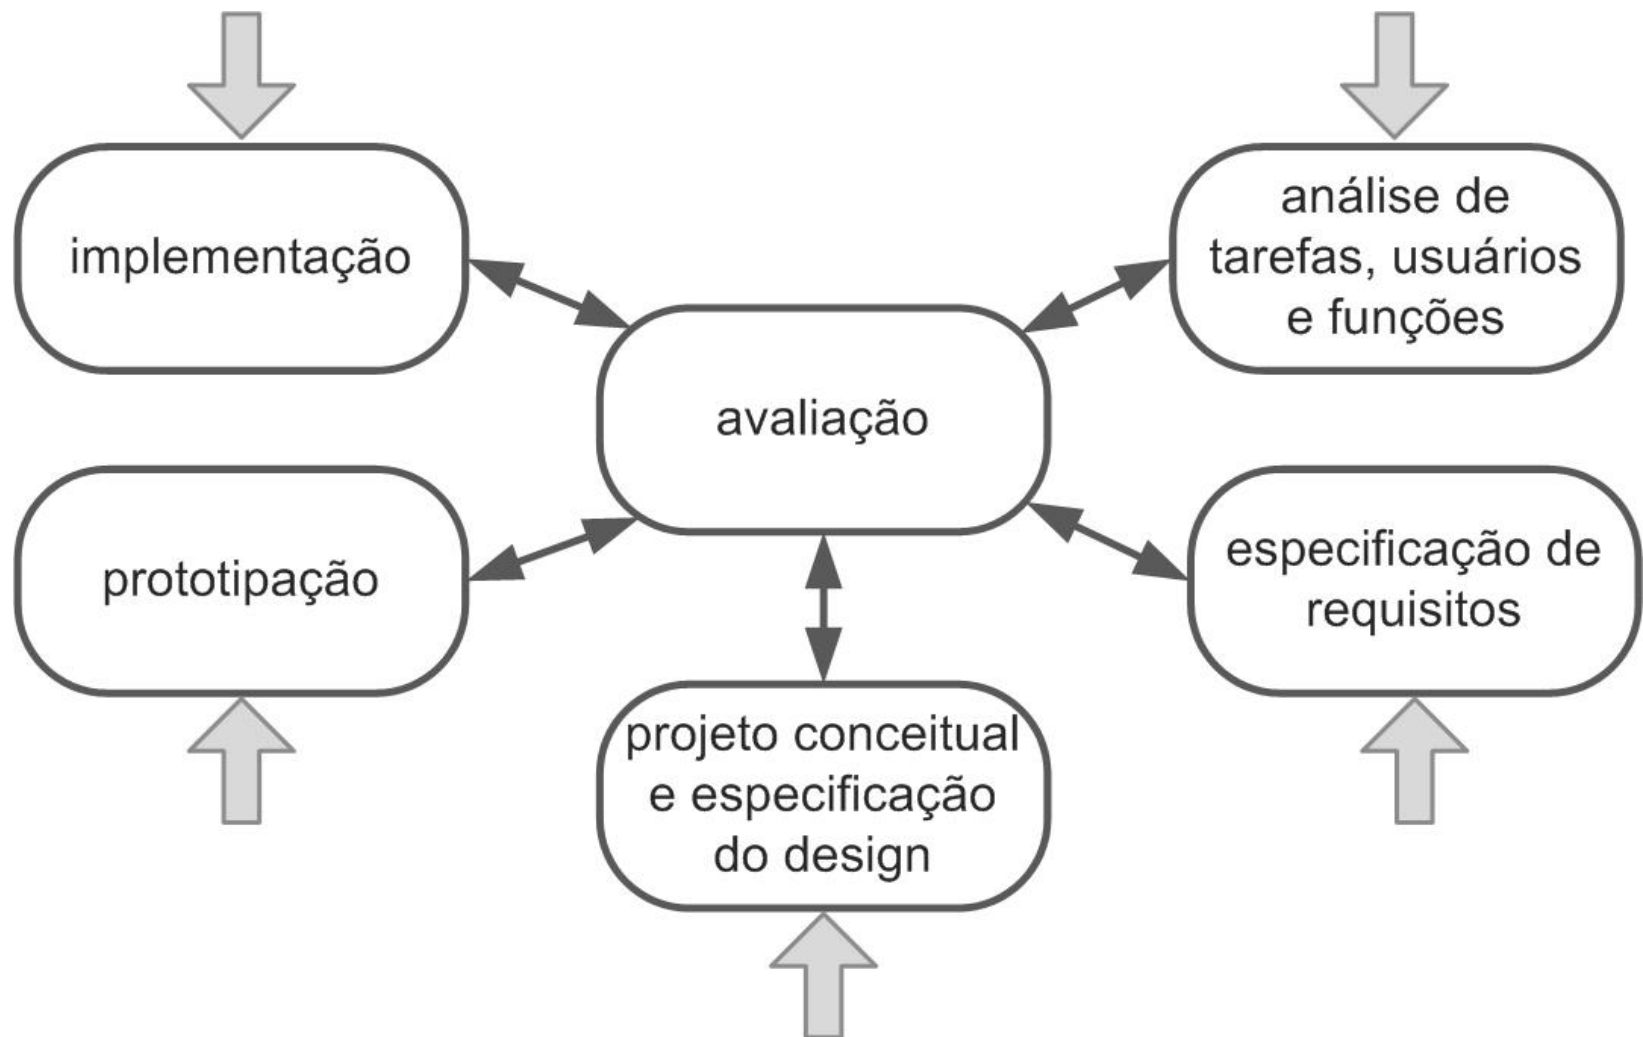 implementação
análise de
tarefas, usuários
e funções
avaliação
prototipação
especificação de
requisitos
projeto conceitual
e especificação
do design